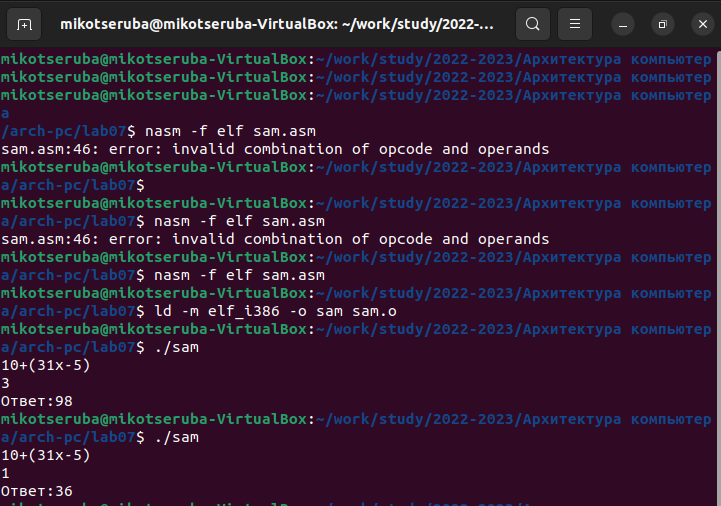 mikotseruba@mikotseruba-VirtualBox: ~/work/study/2022-...
mikotseruba@mikotseruba-VirtualBox:~/work/study/2022-2023/Архитектура компьютер
mikotseruba@mikotseruba-VirtualBox:~/work/study/2022-2023/Архитектура компьютер
mikotseruba@mikotseruba-VirtualBox:~/work/study/2022-2023/Архитектура компьютер
а
/arch-pc/lab07$ nasm -f elf sam.asm
sam.asm:46: error: invalid combination of opcode and operands
mikotseruba@mikotseruba-VirtualBox:~/work/study/2022-2023/Архитектура компьютер
а/arch-pc/lab07$
mikotseruba@mikotseruba-VirtualBox:~/work/study/2022-2023/Архитектура компьютер
а/arch-pc/lab07$ nasm -f elf sam.asm
sam.asm:46: error: invalid combination of opcode and operands
mikotseruba@mikotseruba-VirtualBox:~/work/study/2022-2023/Архитектура компьютер
а/arch-pc/lab07$ nasm -f elf sam.asm
mikotseruba@mikotseruba-VirtualBox:~/work/study/2022-2023/Архитектура компьютер
а/arch-pc/lab07$ ld -m elf_i386 -o sam sam.o
mikotseruba@mikotseruba-VirtualBox:~/work/study/2022-2023/Архитектура компьютер
а/arch-pc/lab07$ ./sam
10+(31x-5)
3
Ответ:98
mikotseruba@mikotseruba-VirtualBox:~/work/study/2022-2023/Архитектура компьютер
а/arch-pc/lab07$ ./sam
10+(31x-5)
1
Ответ:36